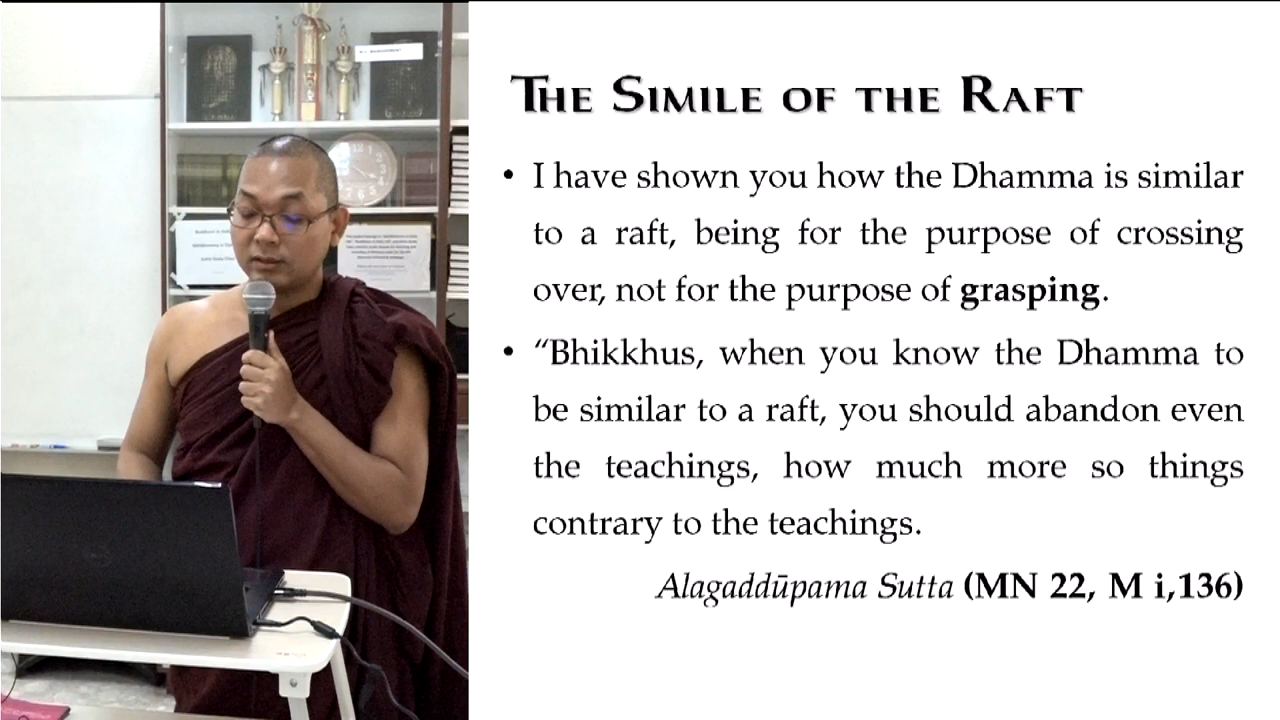 THE SIMILE OF THE RAFT
• I have shown you how the Dhamma is similar
to a raft, being for the purpose of crossing
over, not for the purpose of grasping.
• “Bhikkhus, when you know the Dhamma to
be similar to a raft, you should abandon even
the teachings, how much more so things
contrary to the teachings.
Alagaddūpama Sutta (MN 22, M i,136)